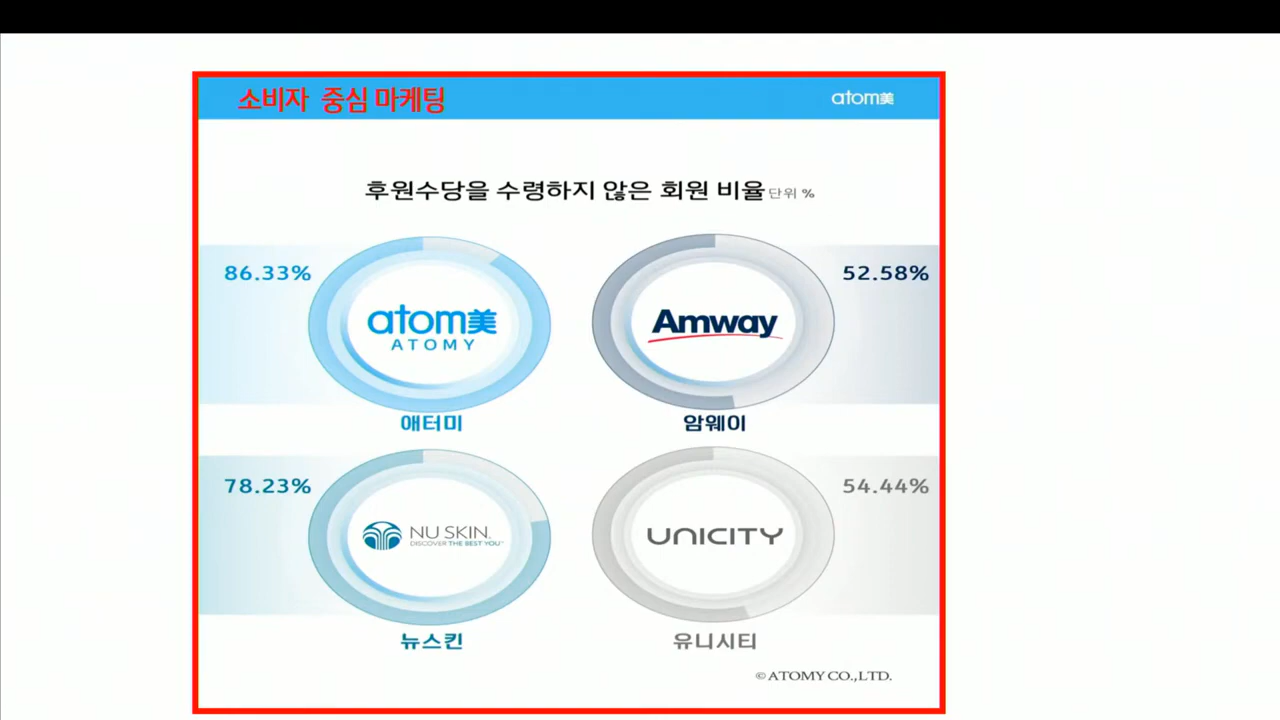 소비자 중심 마케팅
atom美
후원수당을 수령하지 않은 회원 비율 단위 %
86.33%
atom美
ATOMY
애터미
52.58%
Amway
암웨이
78.23%
NU SKIN
DISCOVER THE BEST YOU™
뉴스킨
54.44%
UNICITY
유니시티
© ATOMY CO.,LTD.